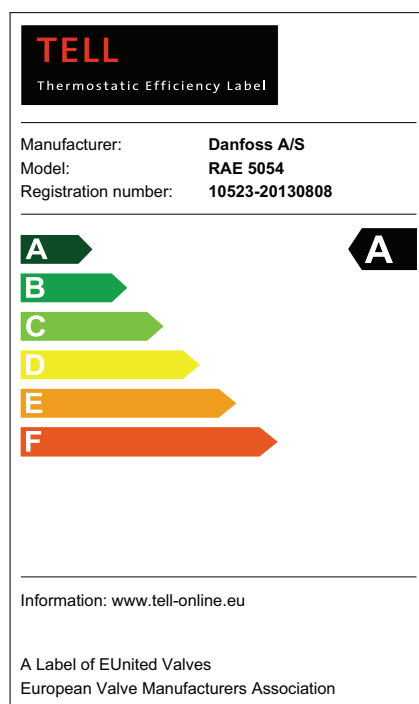 TELL
Thermostatic Efficiency Label
Manufacturer: Danfoss A/S
Model: RAE 5054
Registration number: 10523-20130808
A A
B
C
D
E
F
Information: www.tell-online.eu
A Label of EUnited Valves
European Valve Manufacturers Association